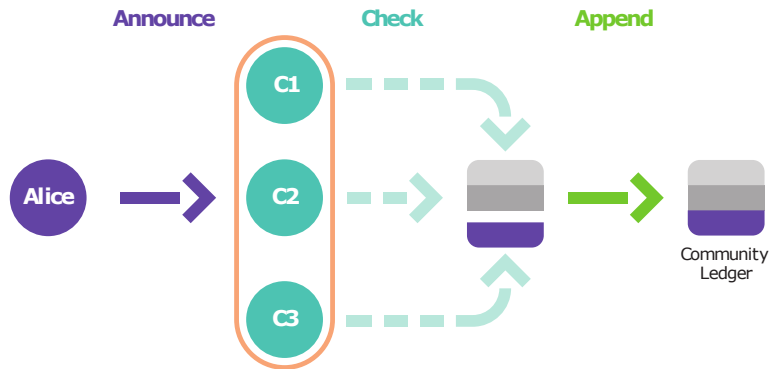 Announce
Check
Append
C1
Alice
C2
C3
Community
Ledger